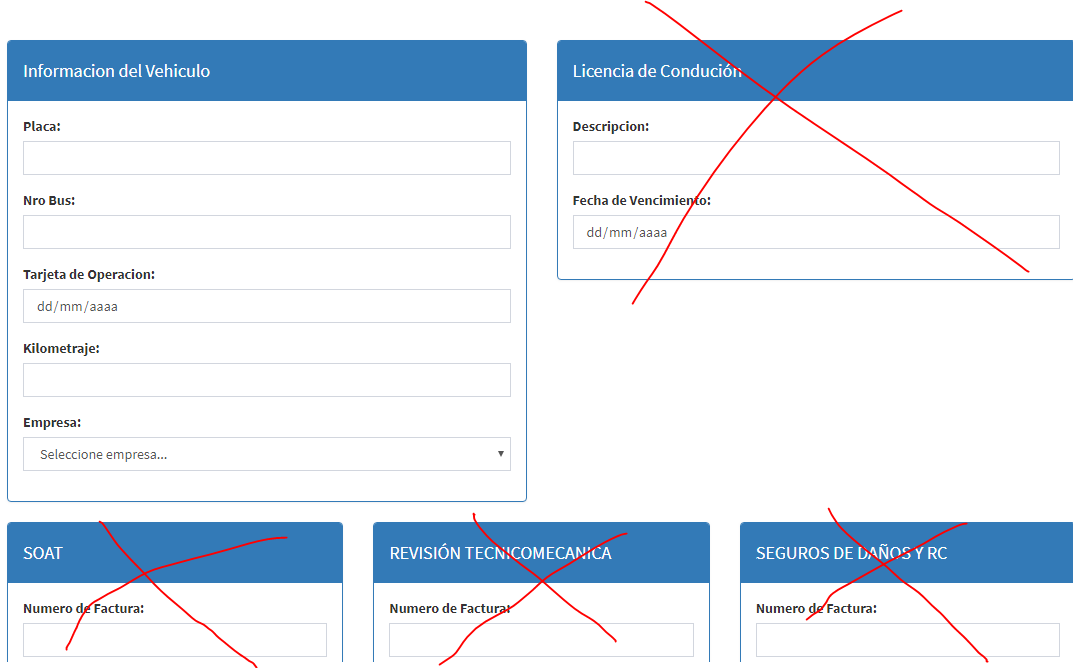 Informacion del Vehiculo
Placa:
Nro Bus:
Tarjeta de Operacion:
dd/mm/aaaa
Kilometraje:
Empresa:
Seleccione empresa...
Licencia de Condución
Descripcion:
Fecha de Vencimiento:
dd/mm/aaaa
SOAT
Numero de Factura:
REVISIÓN TECNICOMECANICA
Numero de Factura:
SEGUROS DE DAÑOS Y RC
Numero de Factura: